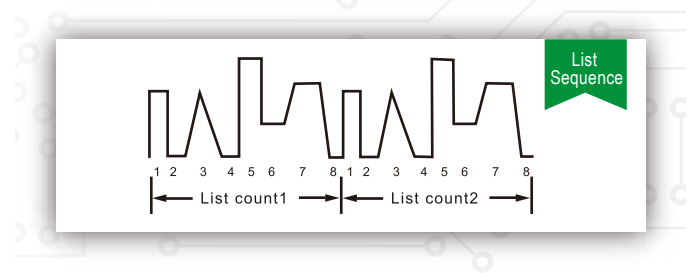 List
Sequence
1 2 3 4 5 6 7 8 1 2 3 4 5 6 7 8
List count1 List count2